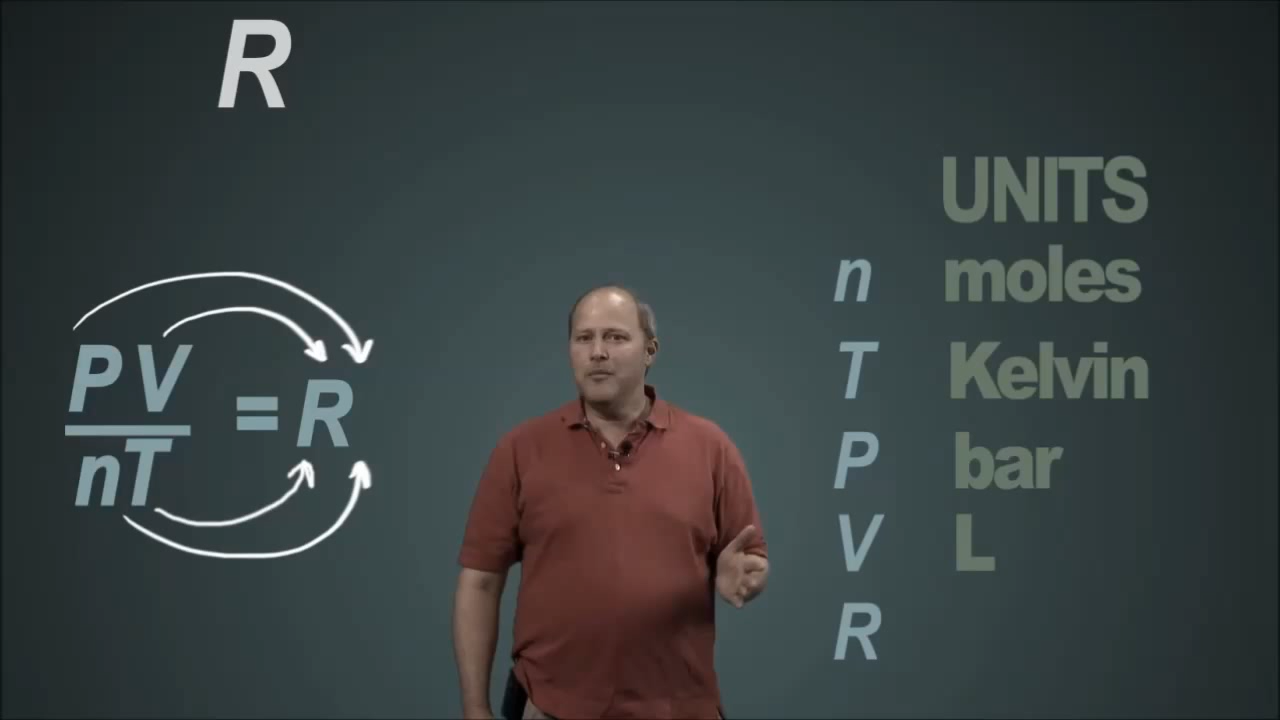 R
PV
nT
= R
UNITS
n moles
T Kelvin
P bar
V L
R